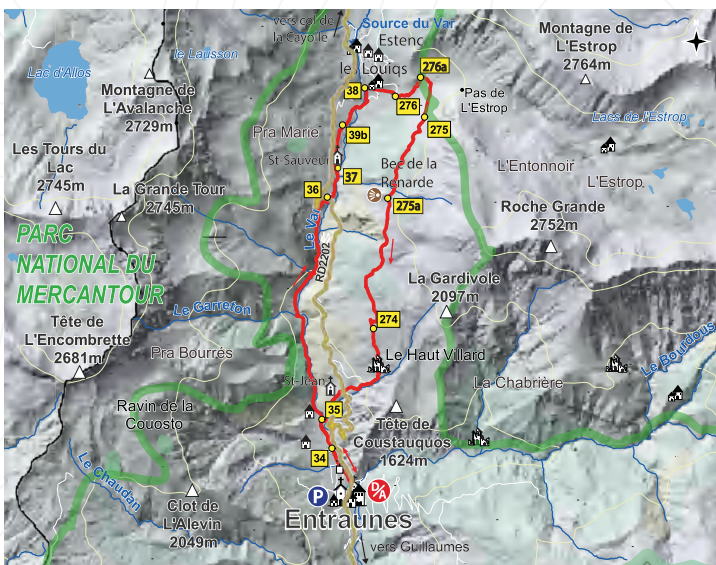 vers col de
la Cayolle
Source du Var
Estenc
Montagne de
L'Estrop
2764m
le Lausson
Lac d'Allos
Montagne de
L'Avalanche
2729m
276a
38
276
Pas de
L'Estrop
275
Lacs de l'Estrop
Pra Marie
39b
Les Tours du
Lac
2745m
St-Sauveur
37
Bec de la
Renarde
L'Entonnoir
L'Estrop
La Grande Tour
2745m
36
275a
Roche Grande
2752m
PARC
NATIONAL DU
MERCANTOUR
Le Var
RD2202
La Gardivole
2097m
Le Garreton
274
Tête de
L'Encombrette
2681m
Pra Bourrés
Le Haut Villard
Le Bourdous
La Chabrière
St-Jean
Ravin de la
Couosto
35
Tête de
Coustauquos
1624m
34
Le Chaudan
P
D/A
Clot de
L'Alevin
2049m
Entraunes
vers Guillaumes